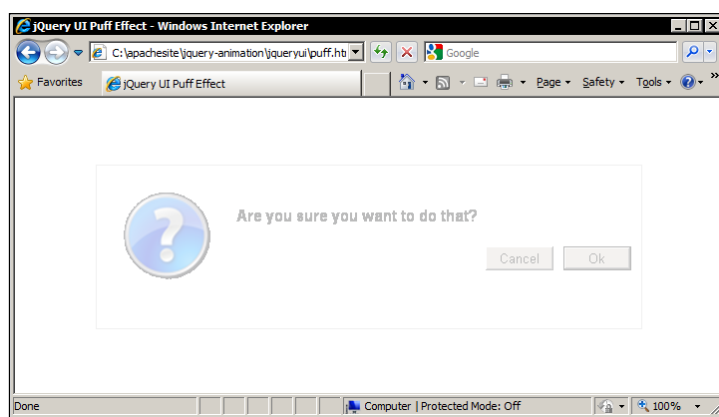 jQuery UI Puff Effect - Windows Internet Explorer
C:\apachesite\jquery-animation\jqueryui\puff.ht
Google
Favorites
jQuery UI Puff Effect
Page
Safety
Tools
Are you sure you want to do that?
Cancel
Ok
Done
Computer | Protected Mode: Off
100%